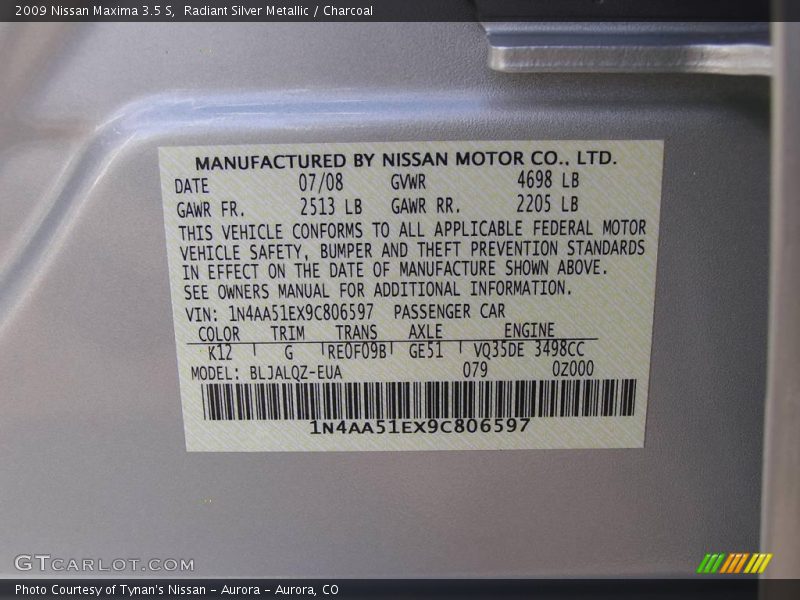 2009 Nissan Maxima 3.5 S,  Radiant Silver Metallic / Charcoal
MANUFACTURED BY NISSAN MOTOR CO., LTD.
DATE 07/08 GVWR 4698 LB
GAWR FR. 2513 LB GAWR RR. 2205 LB
THIS VEHICLE CONFORMS TO ALL APPLICABLE FEDERAL MOTOR
VEHICLE SAFETY, BUMPER AND THEFT PREVENTION STANDARDS
IN EFFECT ON THE DATE OF MANUFACTURE SHOWN ABOVE.
SEE OWNERS MANUAL FOR ADDITIONAL INFORMATION.
VIN: 1N4AA51EX9C806597 PASSENGER CAR
COLOR TRIM TRANS AXLE ENGINE
K12 G RE0F09B GE51 VQ35DE 3498CC
MODEL: BLJALQZ-EUA 079 0Z000
1N4AA51EX9C806597
GTCARLOT.COM
Photo Courtesy of Tynan's Nissan - Aurora - Aurora, CO